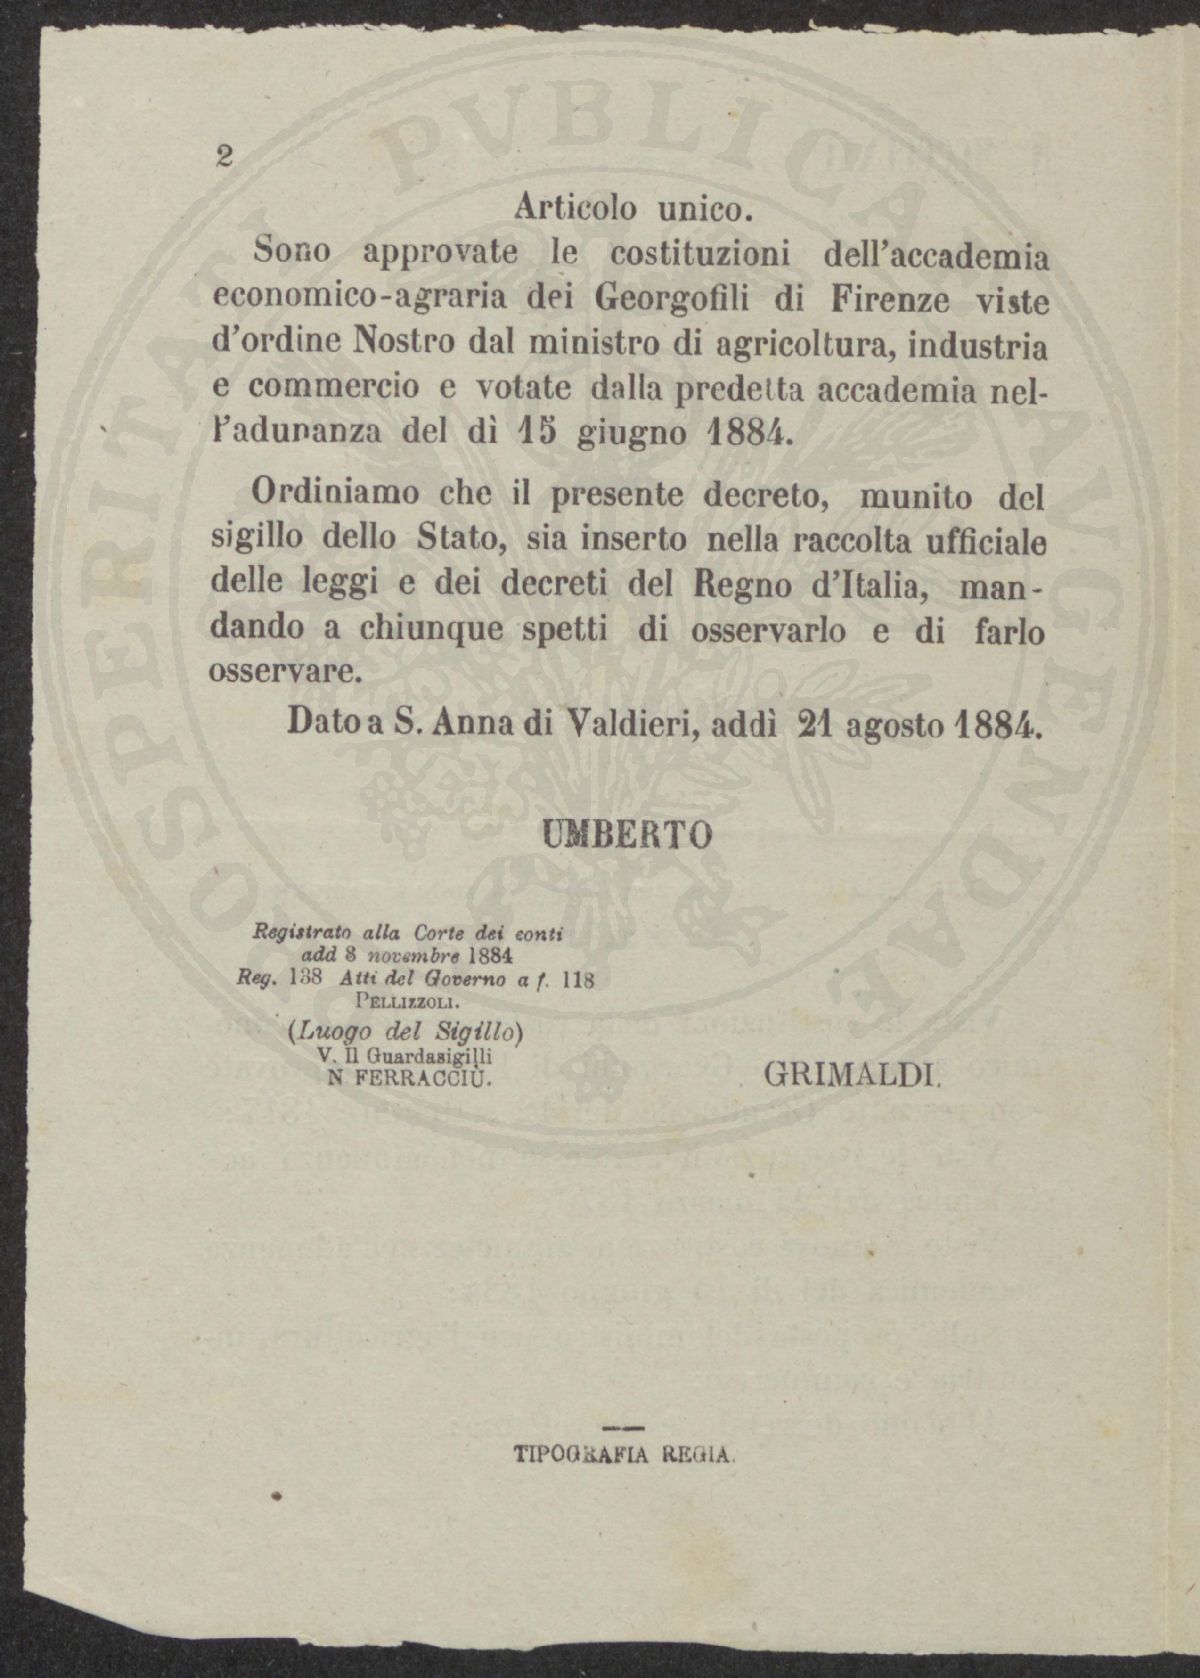 2
Articolo unico.
Sono approvate le costituzioni dell'accademia
economico-agraria dei Georgofili di Firenze viste
d'ordine Nostro dal ministro di agricoltura, industria
e commercio e votate dalla predetta accademia nel-
l'adunanza del dì 15 giugno 1884.
Ordiniamo che il presente decreto, munito del
sigillo dello Stato, sia inserto nella raccolta ufficiale
delle leggi e dei decreti del Regno d'Italia, man-
dando a chiunque spetti di osservarlo e di farlo
osservare.
Dato a S. Anna di Valdieri, addì 21 agosto 1884.
UMBERTO
Registrato alla Corte dei conti
add 8 novembre 1884
Reg. 138 Atti del Governo a f. 118
PELLIZZOLI.
(Luogo del Sigillo)
V. Il Guardasigilli
N FERRACCIÙ.
GRIMALDI.
TIPOGRAFIA REGIA.
PROSPERITATI PVBLICAE AVGENDAE